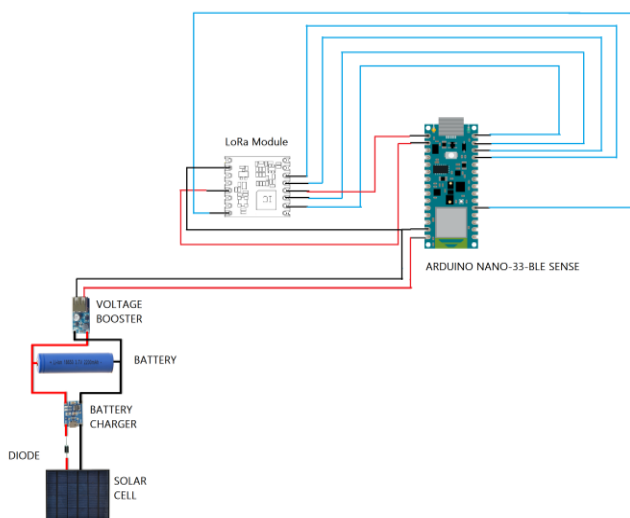 LoRa Module
ARDUINO NANO-33-BLE SENSE
VOLTAGE
BOOSTER
BATTERY
BATTERY
CHARGER
DIODE
SOLAR
CELL